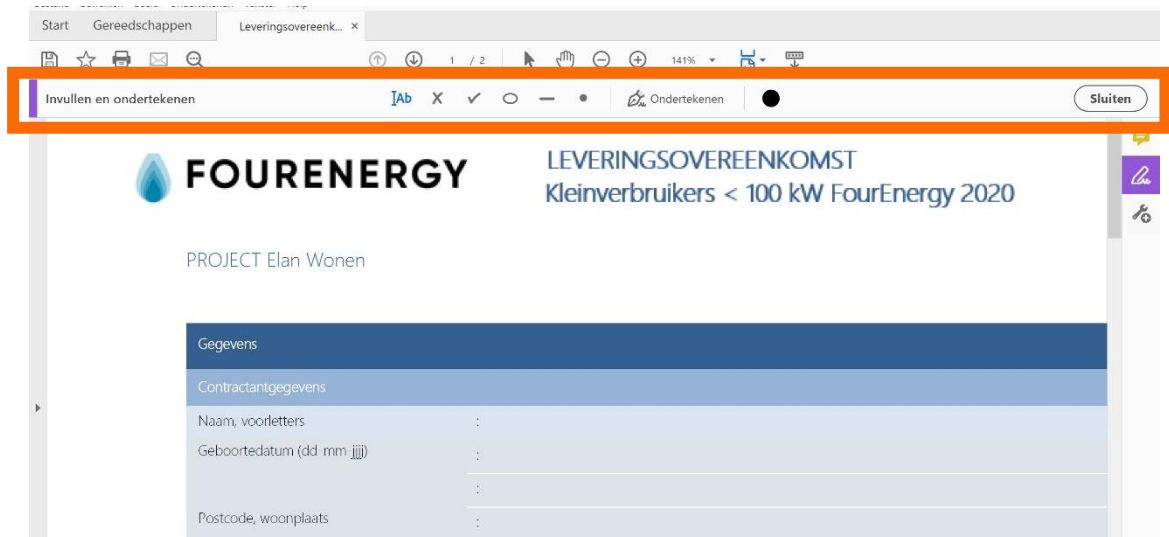 Start Gereedschappen Leveringsovereenk... ×
1 / 2 141%
Invullen en ondertekenen Ab Ondertekenen Sluiten
FOURENERGY
LEVERINGSOVEREENKOMST
Kleinverbruikers < 100 kW FourEnergy 2020
PROJECT Elan Wonen
Gegevens
Contractantgegevens
Naam, voorletters :
Geboortedatum (dd-mm-jjjj) :
:
Postcode, woonplaats :